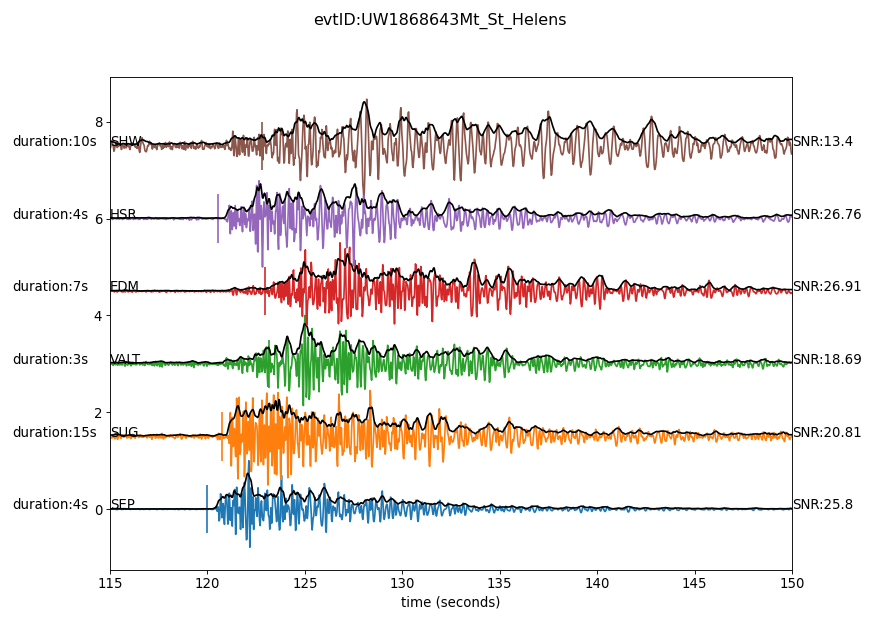 evtID:UW1868643Mt_St_Helens
8
duration:10s SHW SNR:13.4
duration:4s HSR SNR:26.76
6
duration:7s EDM SNR:26.91
4
duration:3s VALT SNR:18.69
2
duration:15s SUG SNR:20.81
duration:4s SEP SNR:25.8
0
115 120 125 130 135 140 145 150
time (seconds)